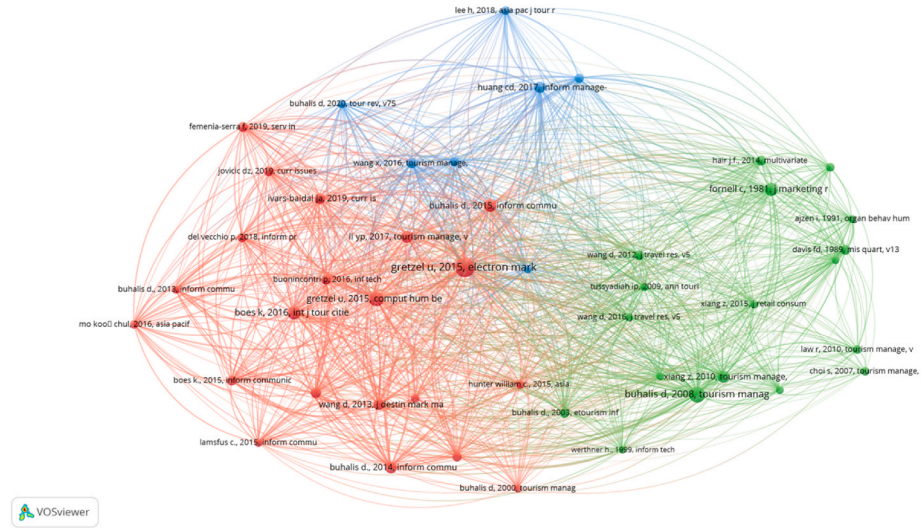 lee h, 2018, asia pac j tour r
huang cd, 2017, inform manage-
buhalis d, 2020, tour rev, v75
femenia-serra f, 2019, serv in
wang x, 2016, tourism manage,
hair j.f., 2014, multivariate
jovicic dz, 2019, curr issues
fornell c, 1981, j marketing r
ivars-baidal ja, 2019, curr is
buhalis d., 2015, inform commu
ajzen i, 1991, organ behav hum
del vecchio p, 2018, inform pr
li yp, 2017, tourism manage, v
davis fd, 1989, mis quart, v13
wang d, 2012, j travel res, v5
gretzel u, 2015, electron mark
buonincontri p, 2016, inf tech
tussyadiah ip, 2009, ann touri
buhalis d., 2013, inform commu
gretzel u, 2015, comput hum be
xiang z, 2015, j retail consum
boes k, 2016, int j tour citie
wang d, 2016, j travel res, v5
mo koo chul, 2016, asia pacif
law r, 2010, tourism manage, v
choi s, 2007, tourism manage,
boes k., 2015, inform communic
hunter william c., 2015, asia
xiang z, 2010, tourism manage,
buhalis d, 2008, tourism manag
wang d, 2013, j destin mark ma
buhalis d., 2003, etourism inf
lamsfus c., 2015, inform commu
werthner h., 1999, inform tech
buhalis d., 2014, inform commu
buhalis d, 2000, tourism manag
VOSviewer